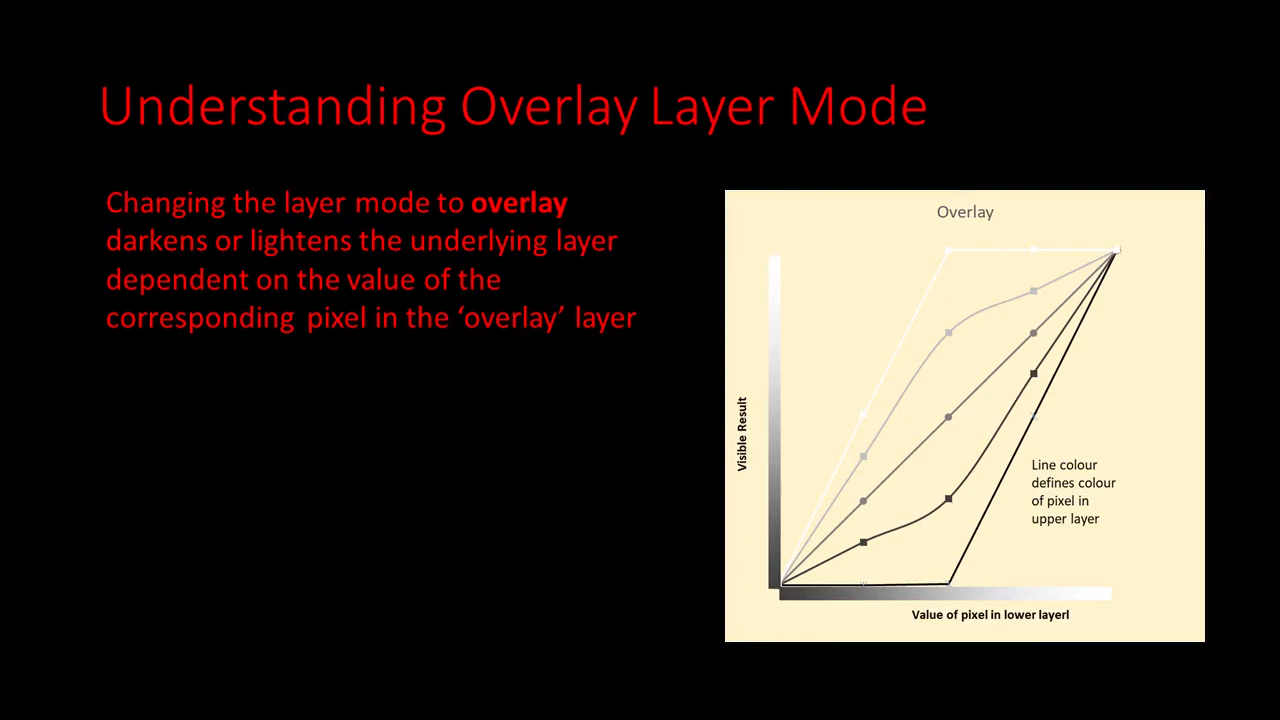 Understanding Overlay Layer Mode
Changing the layer mode to overlay
darkens or lightens the underlying layer
dependent on the value of the
corresponding pixel in the ‘overlay’ layer
Overlay
Visible Result
Line colour
defines colour
of pixel in
upper layer
Value of pixel in lower layerl